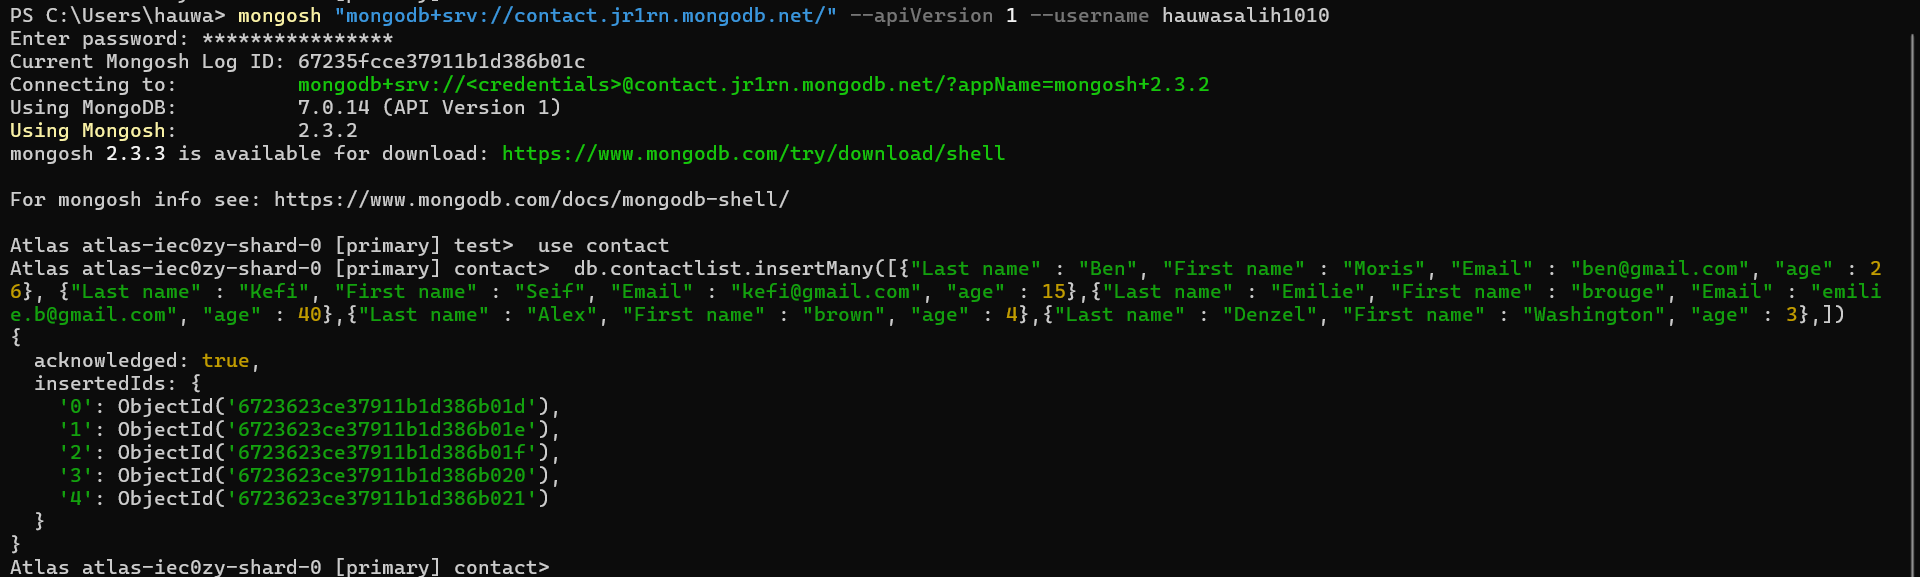 PS C:\Users\hauwa> mongosh "mongodb+srv://contact.jr1rn.mongodb.net/" --apiVersion 1 --username hauwasalih1010
Enter password: ****************
Current Mongosh Log ID: 67235fcce37911b1d386b01c
Connecting to:          mongodb+srv://<credentials>@contact.jr1rn.mongodb.net/?appName=mongosh+2.3.2
Using MongoDB:          7.0.14 (API Version 1)
Using Mongosh:          2.3.2
mongosh 2.3.3 is available for download: https://www.mongodb.com/try/download/shell

For mongosh info see: https://www.mongodb.com/docs/mongodb-shell/

Atlas atlas-iec0zy-shard-0 [primary] test>  use contact
Atlas atlas-iec0zy-shard-0 [primary] contact>  db.contactlist.insertMany([{"Last name" : "Ben", "First name" : "Moris", "Email" : "ben@gmail.com", "age" : 2
6}, {"Last name" : "Kefi", "First name" : "Seif", "Email" : "kefi@gmail.com", "age" : 15},{"Last name" : "Emilie", "First name" : "brouge", "Email" : "emili
e.b@gmail.com", "age" : 40},{"Last name" : "Alex", "First name" : "brown", "age" : 4},{"Last name" : "Denzel", "First name" : "Washington", "age" : 3},])
{
  acknowledged: true,
  insertedIds: {
    '0': ObjectId('6723623ce37911b1d386b01d'),
    '1': ObjectId('6723623ce37911b1d386b01e'),
    '2': ObjectId('6723623ce37911b1d386b01f'),
    '3': ObjectId('6723623ce37911b1d386b020'),
    '4': ObjectId('6723623ce37911b1d386b021')
  }
}
Atlas atlas-iec0zy-shard-0 [primary] contact>